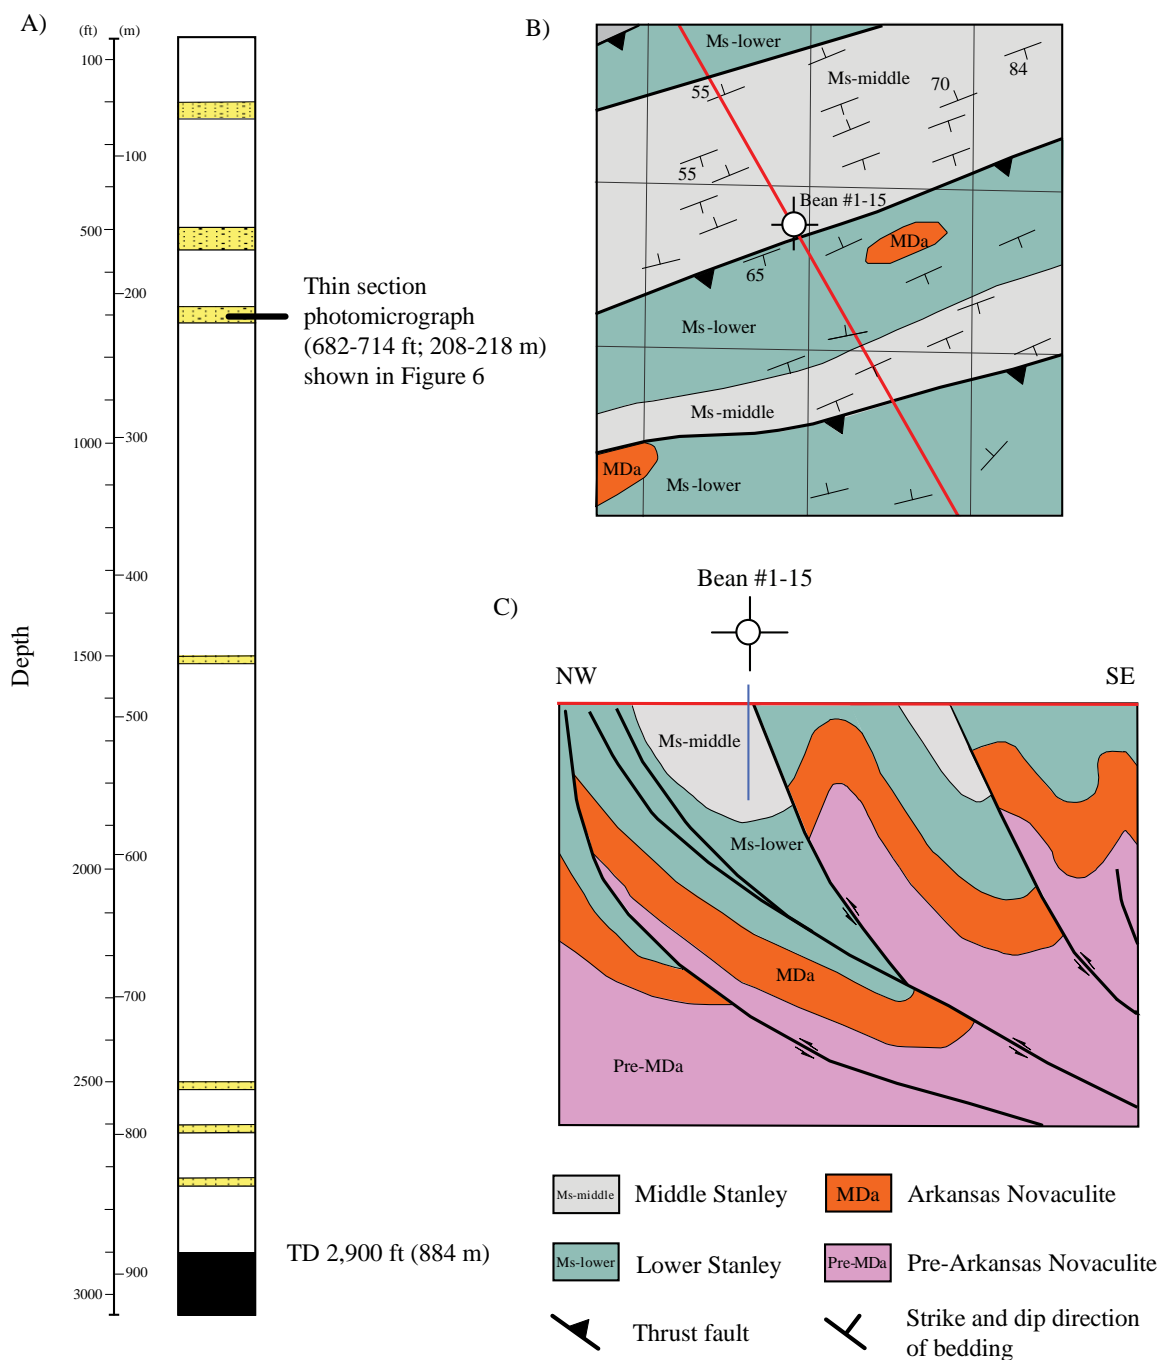 A)
(ft) (m)
100
100
500
200
Thin section
photomicrograph
(682-714 ft; 208-218 m)
shown in Figure 6
1000
300
400
Depth
1500
500
2000
600
700
2500
800
TD 2,900 ft (884 m)
900
3000
B)
Ms-lower
Ms-middle
84
55
70
55
Bean #1-15
MDa
65
Ms-lower
Ms-middle
MDa
Ms-lower
Bean #1-15
C)
NW
SE
Ms-middle
Ms-lower
MDa
Pre-MDa
Ms-middle Middle Stanley
MDa Arkansas Novaculite
Ms-lower Lower Stanley
Pre-MDa Pre-Arkansas Novaculite
Thrust fault
Strike and dip direction
of bedding